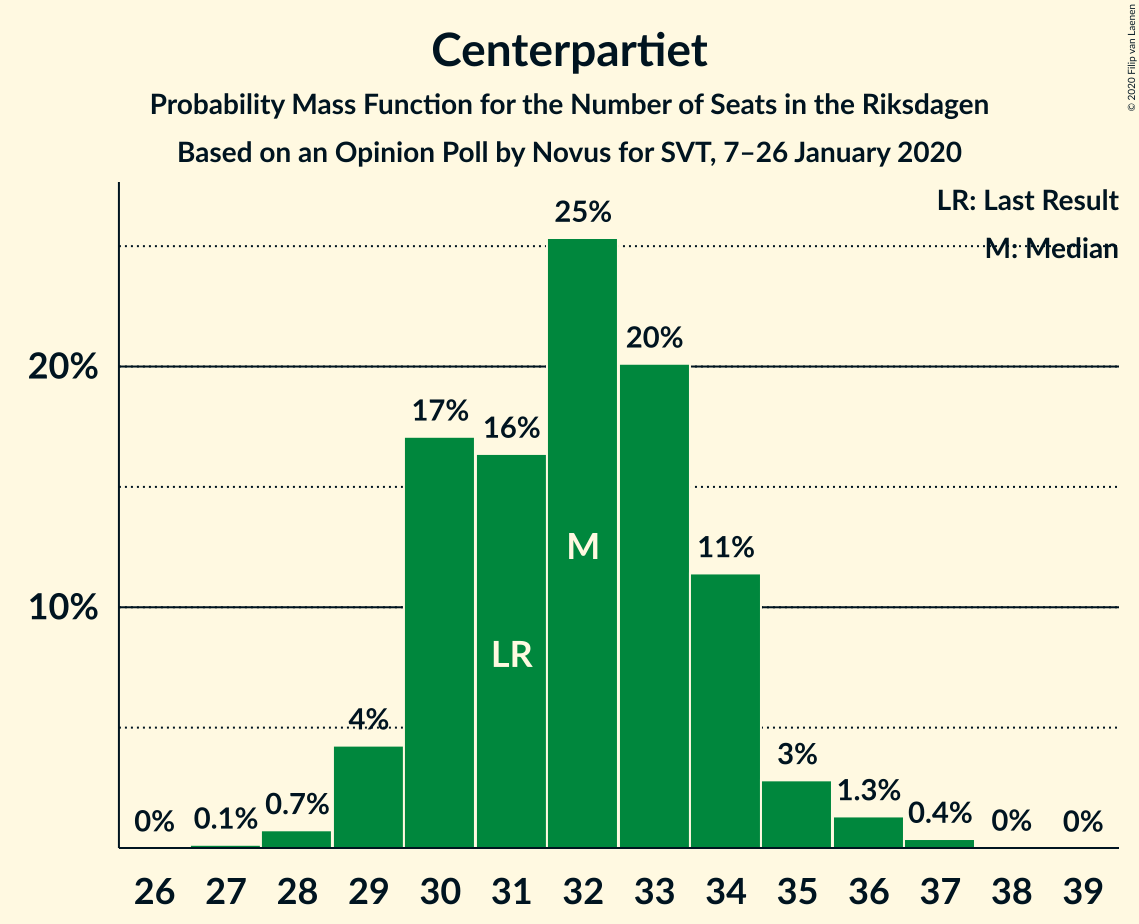 Centerpartiet
Probability Mass Function for the Number of Seats in the Riksdagen
Based on an Opinion Poll by Novus for SVT, 7–26 January 2020
© 2020 Filip van Laenen
LR: Last Result
M: Median
25%
20%
20%
17%
16%
M
11%
10%
LR
4%
3%
1.3%
0.7%
0.4%
0%
0.1%
0%
0%
26 27 28 29 30 31 32 33 34 35 36 37 38 39